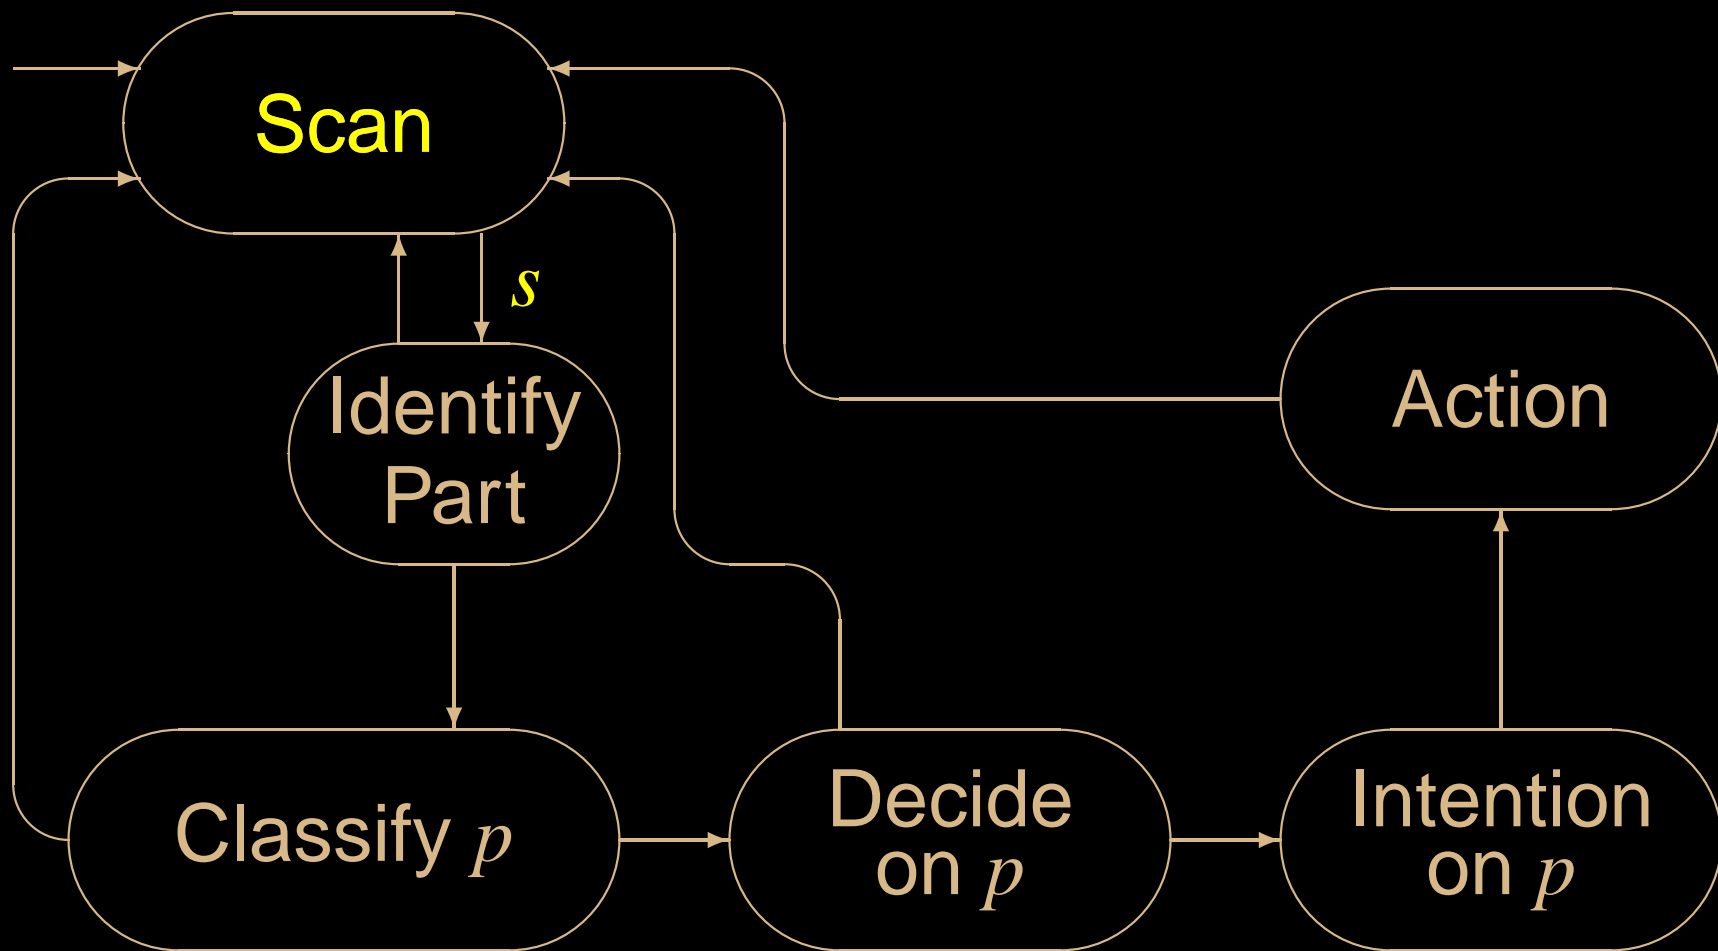 Scan
s
Identify
Part
Action
Classify p
Decide
on p
Intention
on p